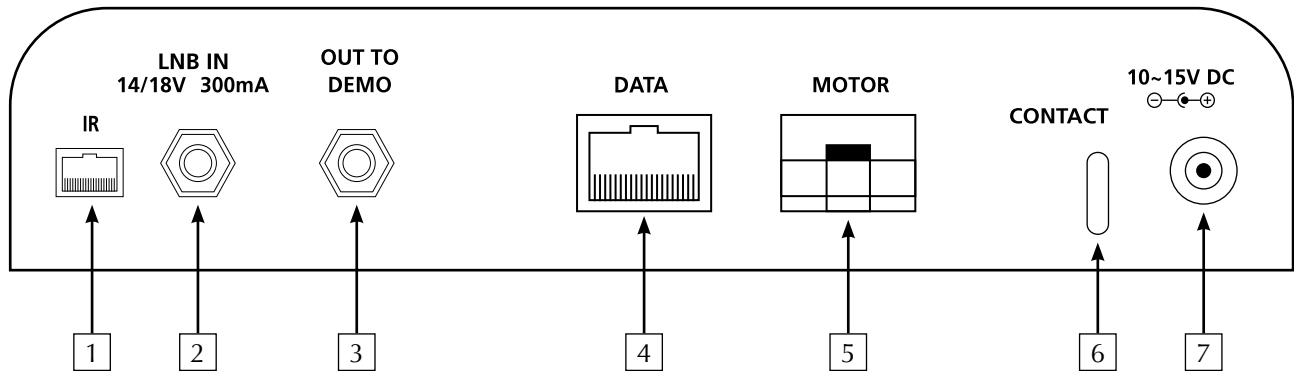 LNB IN
14/18V 300mA
OUT TO
DEMO
DATA
MOTOR
10~15V DC
CONTACT
IR
1
2
3
4
5
6
7